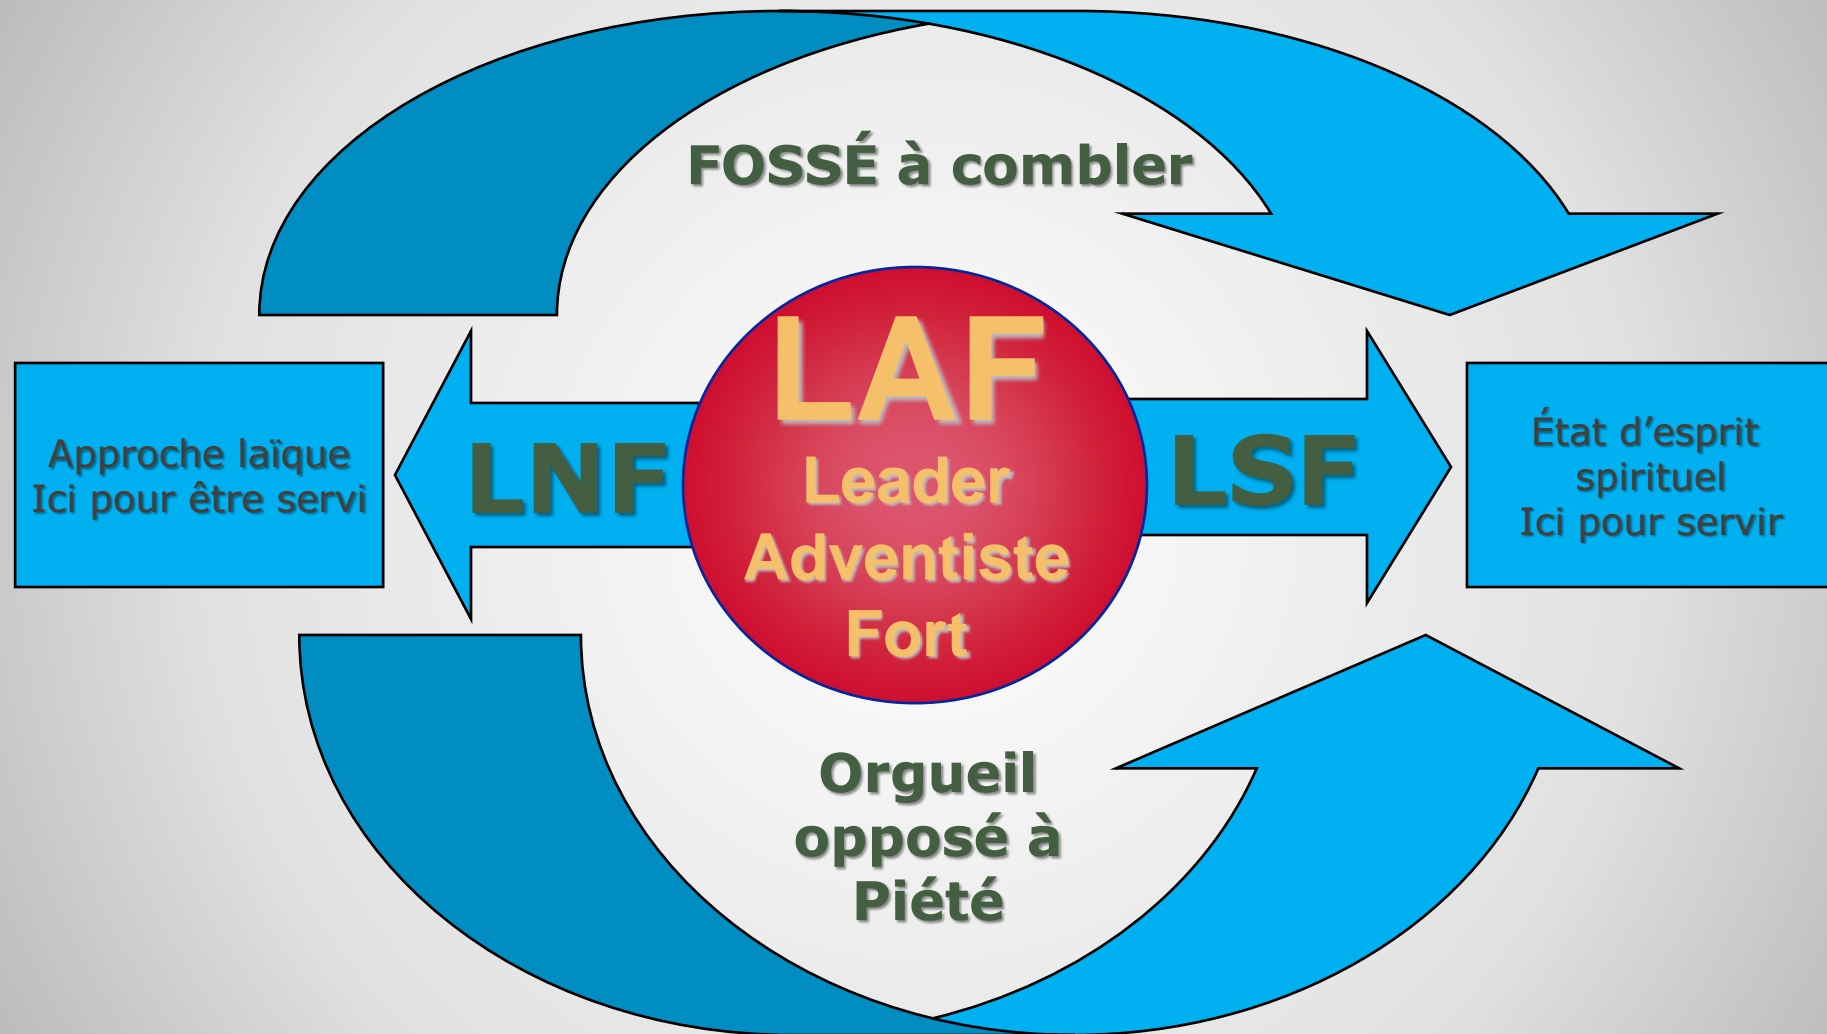 FOSSÉ à combler
LAF
Leader
Adventiste
Fort
LNF
LSF
Approche laïque
Ici pour être servi
État d’esprit
spirituel
Ici pour servir
Orgueil
opposé à
Piété